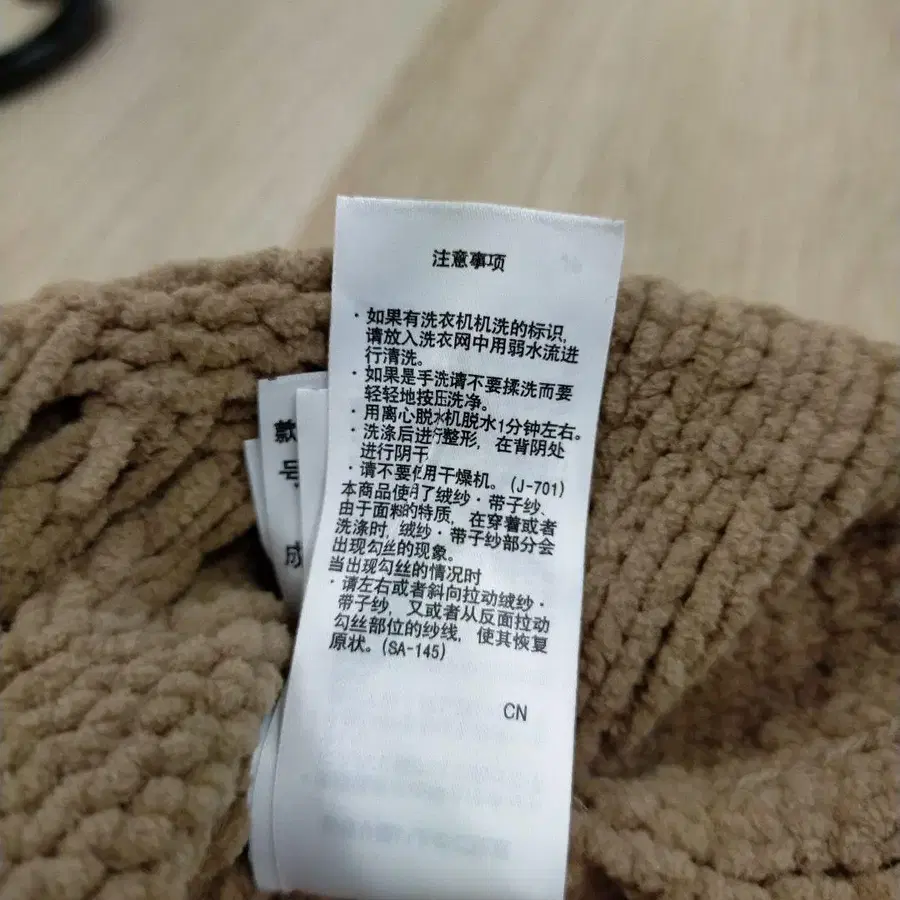 注意事项
· 如果有洗衣机机洗的标识,
请放入洗衣网中用弱水流进
行清洗。
· 如果是手洗请不要揉洗而要
轻轻地按压洗净。
· 用离心脱水机脱水1分钟左右。
· 洗涤后进行整形, 在背阴处
进行阴干
· 请不要使用干燥机。(J-701)
本商品使用了绒纱·带子纱,
由于面料的特质, 在穿着或者
洗涤时, 绒纱·带子纱部分会
出现勾丝的现象。
当出现勾丝的情况时
· 请左右或者斜向拉动绒纱·
带子纱, 又或者从反面拉动
勾丝部位的纱线, 使其恢复
原状。(SA-145)
CN
款
号
成